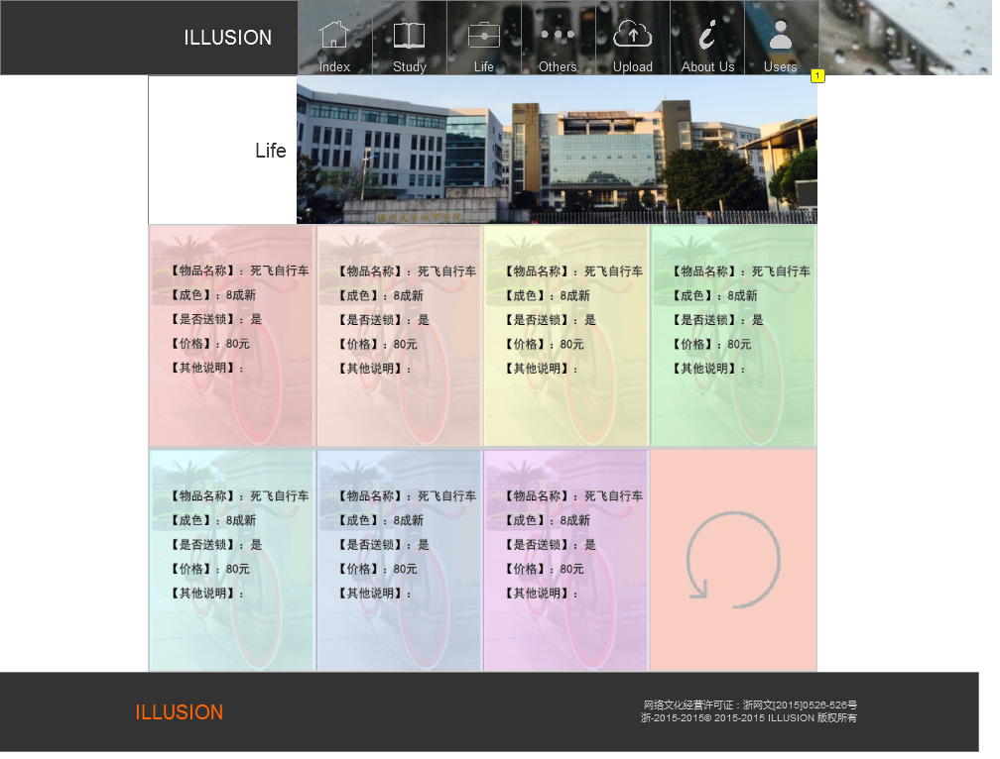 ILLUSION
Index
Study
Life
Others
Upload
About Us
Users
1
Life
【物品名称】：死飞自行车
【成色】：8成新
【是否送锁】：是
【价格】：80元
【其他说明】：
【物品名称】：死飞自行车
【成色】：8成新
【是否送锁】：是
【价格】：80元
【其他说明】：
【物品名称】：死飞自行车
【成色】：8成新
【是否送锁】：是
【价格】：80元
【其他说明】：
【物品名称】：死飞自行车
【成色】：8成新
【是否送锁】：是
【价格】：80元
【其他说明】：
【物品名称】：死飞自行车
【成色】：8成新
【是否送锁】：是
【价格】：80元
【其他说明】：
【物品名称】：死飞自行车
【成色】：8成新
【是否送锁】：是
【价格】：80元
【其他说明】：
【物品名称】：死飞自行车
【成色】：8成新
【是否送锁】：是
【价格】：80元
【其他说明】：
ILLUSION
网络文化经营许可证：浙网文[2015]0526-526号
浙-2015-2015© 2015-2015 ILLUSION 版权所有